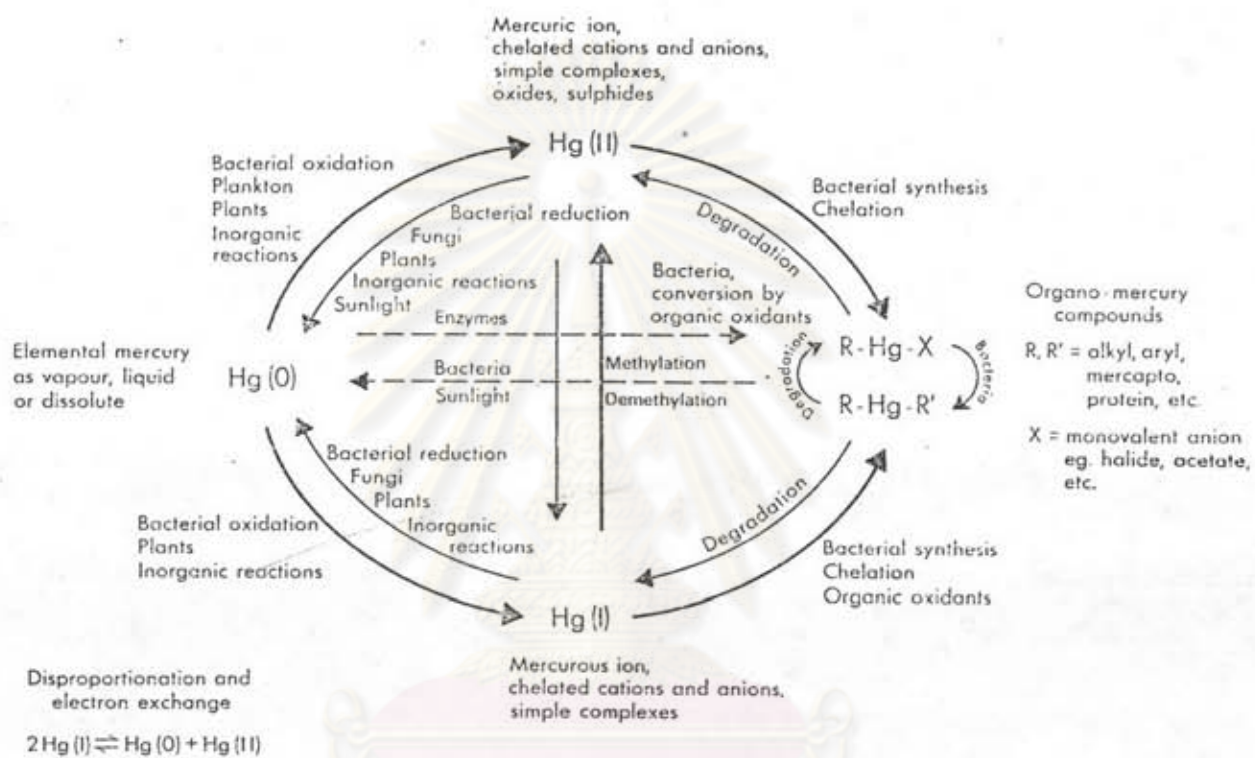 Mercuric ion,
chelated cations and anions,
simple complexes,
oxides, sulphides
Hg (II)
Bacterial oxidation
Plankton
Plants
Inorganic
reactions
Bacterial reduction
Fungi
Plants
Inorganic reactions
Sunlight
Degradation
Bacterial synthesis
Chelation
Enzymes
Bacteria,
conversion by
organic oxidants
Elemental mercury
as vapour, liquid
or dissolute
Hg (0)
Bacteria
Sunlight
Methylation
Demethylation
Degradation
R-Hg-X
R-Hg-R'
Bacteria
Organo-mercury
compounds
R, R' = alkyl, aryl,
mercapto,
protein, etc.
X = monovalent anion
eg. halide, acetate,
etc.
Bacterial reduction
Fungi
Plants
Inorganic
reactions
Degradation
Bacterial oxidation
Plants
Inorganic reactions
Bacterial synthesis
Chelation
Organic oxidants
Hg (I)
Mercurous ion,
chelated cations and anions,
simple complexes
Disproportionation and
electron exchange
2Hg (I) ⇌ Hg (0) + Hg (II)